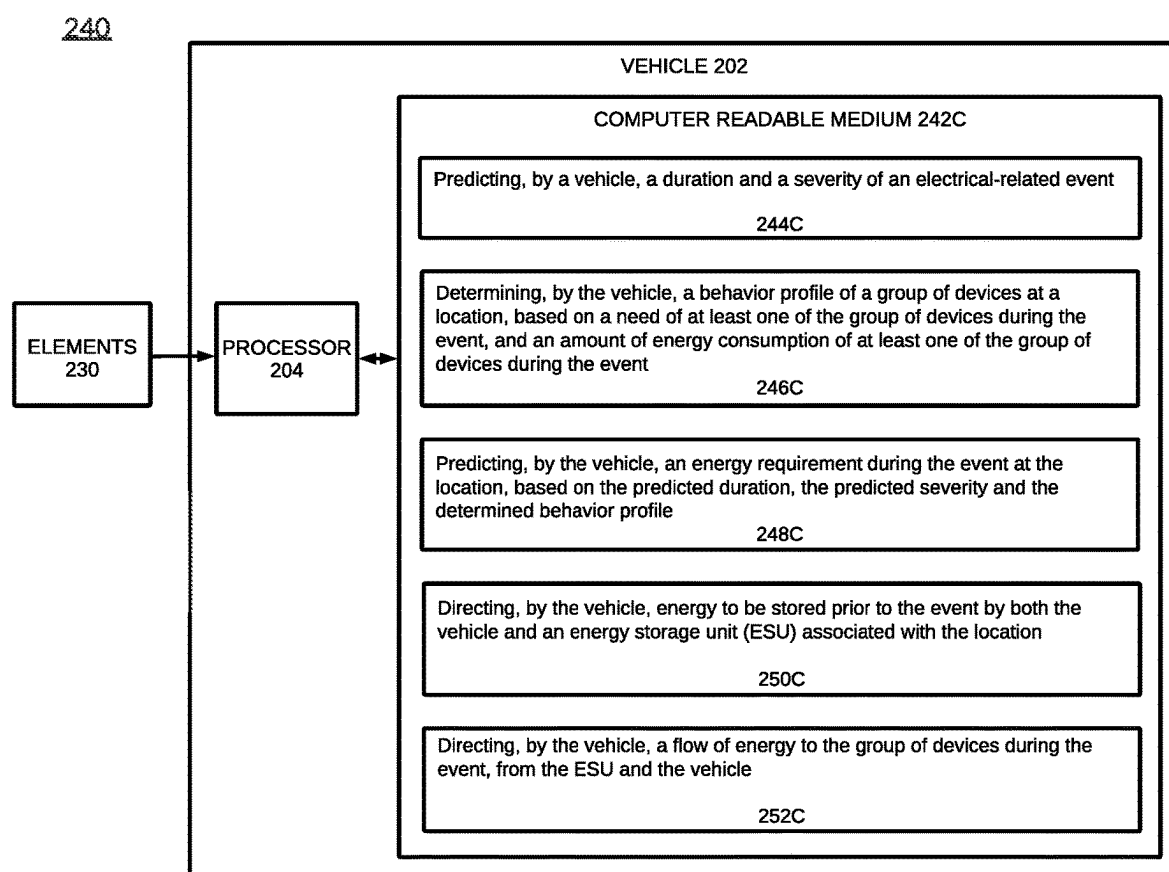 240
VEHICLE 202
COMPUTER READABLE MEDIUM 242C
Predicting, by a vehicle, a duration and a severity of an electrical-related event
244C
Determining, by the vehicle, a behavior profile of a group of devices at a
location, based on a need of at least one of the group of devices during the
event, and an amount of energy consumption of at least one of the group of
devices during the event
246C
ELEMENTS
230
PROCESSOR
204
Predicting, by the vehicle, an energy requirement during the event at the
location, based on the predicted duration, the predicted severity and the
determined behavior profile
248C
Directing, by the vehicle, energy to be stored prior to the event by both the
vehicle and an energy storage unit (ESU) associated with the location
250C
Directing, by the vehicle, a flow of energy to the group of devices during the
event, from the ESU and the vehicle
252C